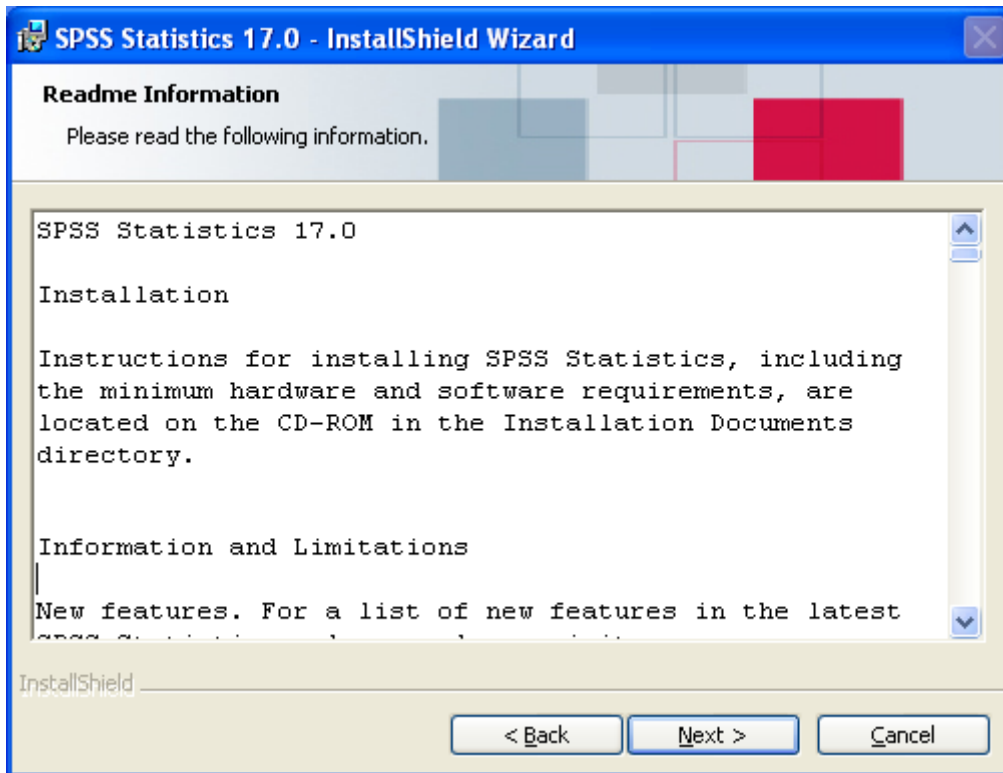 SPSS Statistics 17.0 - InstallShield Wizard
Readme Information
Please read the following information.
SPSS Statistics 17.0
Installation
Instructions for installing SPSS Statistics, including
the minimum hardware and software requirements, are
located on the CD-ROM in the Installation Documents
directory.
Information and Limitations
New features. For a list of new features in the latest
InstallShield
< Back
Next >
Cancel